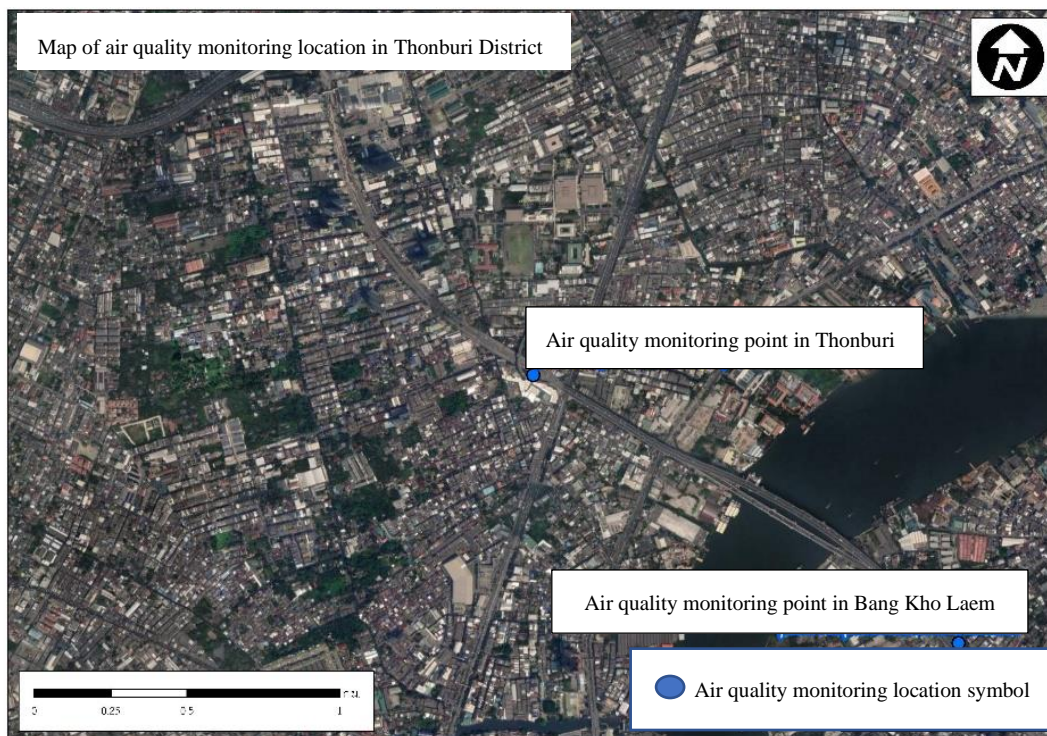 Map of air quality monitoring location in Thonburi District
N
Air quality monitoring point in Thonburi
Air quality monitoring point in Bang Kho Laem
Air quality monitoring location symbol
0 0.25 0.5 1